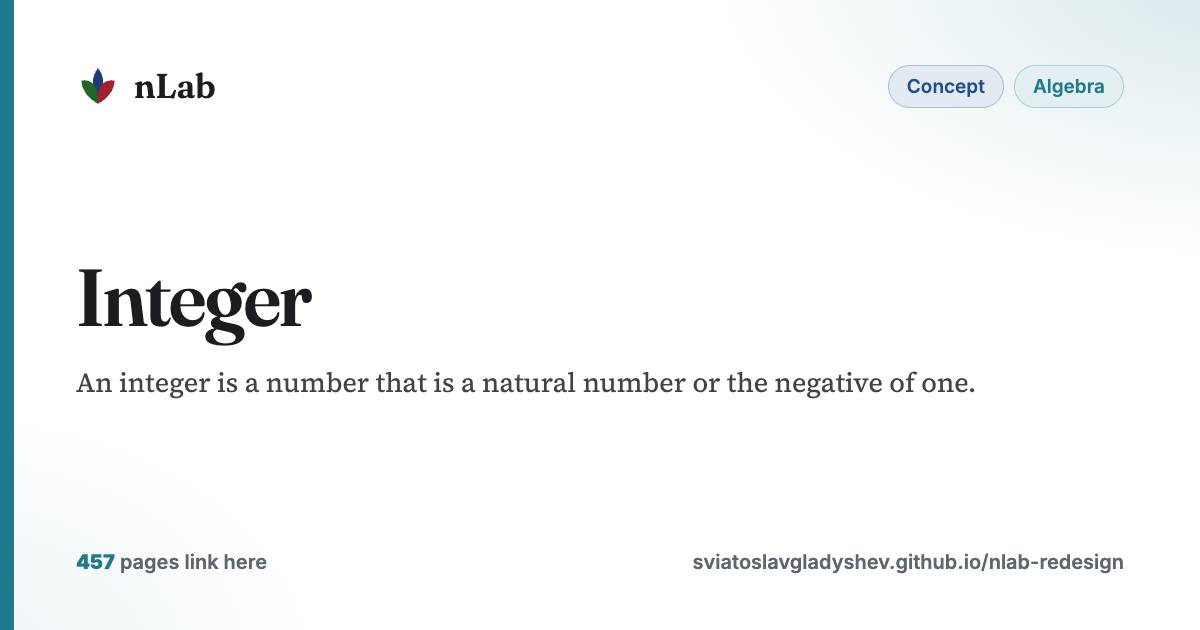 nLab
Concept
Algebra
Integer
An integer is a number that is a natural number or the negative of one.
457 pages link here
sviatoslavgladyshev.github.io/nlab-redesign